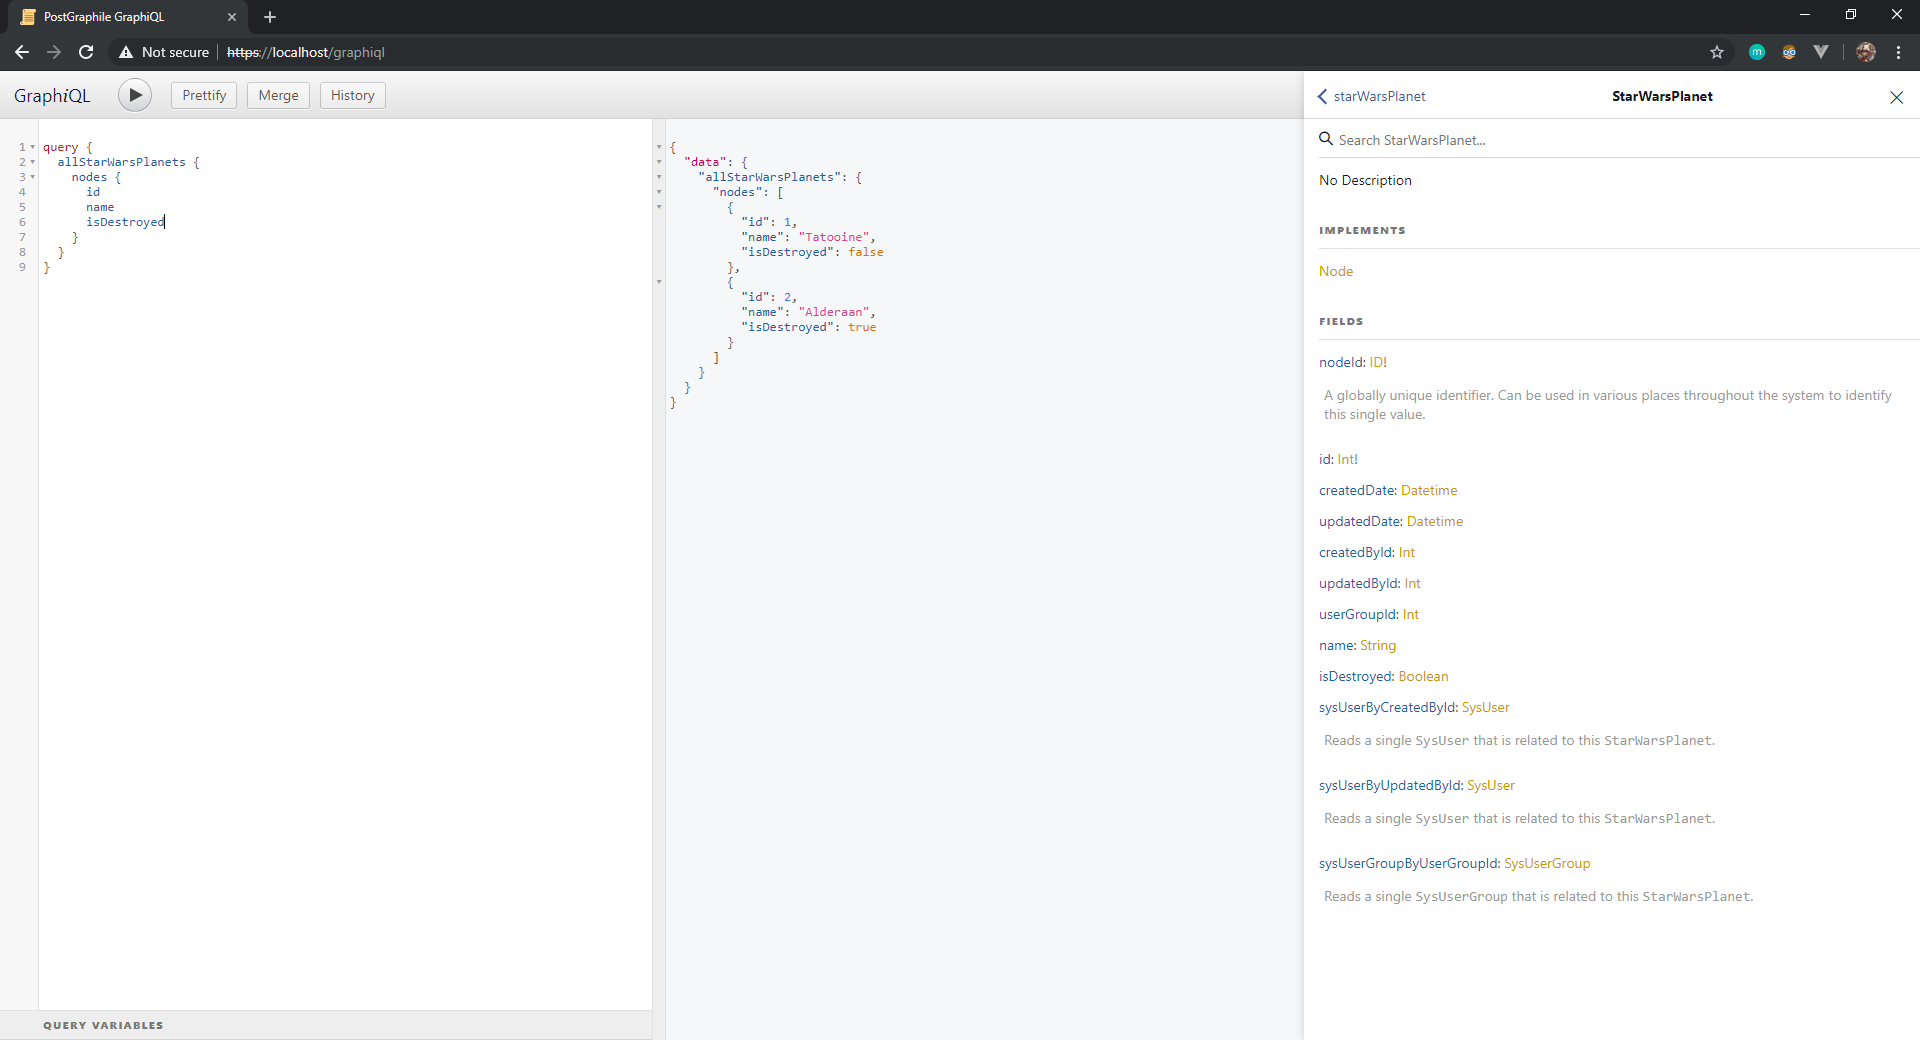 PostGraphile GraphiQL
Not secure
https://localhost/graphiql
m
GraphiQL
Prettify
Merge
History
1 query {
2 allStarWarsPlanets {
3 nodes {
4 id
5 name
6 isDestroyed
7 }
8 }
9 }
QUERY VARIABLES
{
"data": {
"allStarWarsPlanets": {
"nodes": [
{
"id": 1,
"name": "Tatooine",
"isDestroyed": false
},
{
"id": 2,
"name": "Alderaan",
"isDestroyed": true
}
]
}
}
}
starWarsPlanet
StarWarsPlanet
Search StarWarsPlanet...
No Description
IMPLEMENTS
Node
FIELDS
nodeId: ID!
A globally unique identifier. Can be used in various places throughout the system to identify
this single value.
id: Int!
createdDate: Datetime
updatedDate: Datetime
createdById: Int
updatedById: Int
userGroupId: Int
name: String
isDestroyed: Boolean
sysUserByCreatedById: SysUser
Reads a single SysUser that is related to this StarWarsPlanet.
sysUserByUpdatedById: SysUser
Reads a single SysUser that is related to this StarWarsPlanet.
sysUserGroupByUserGroupId: SysUserGroup
Reads a single SysUserGroup that is related to this StarWarsPlanet.